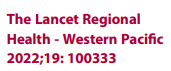 The Lancet Regional
Health - Western Pacific
2022;19: 100333